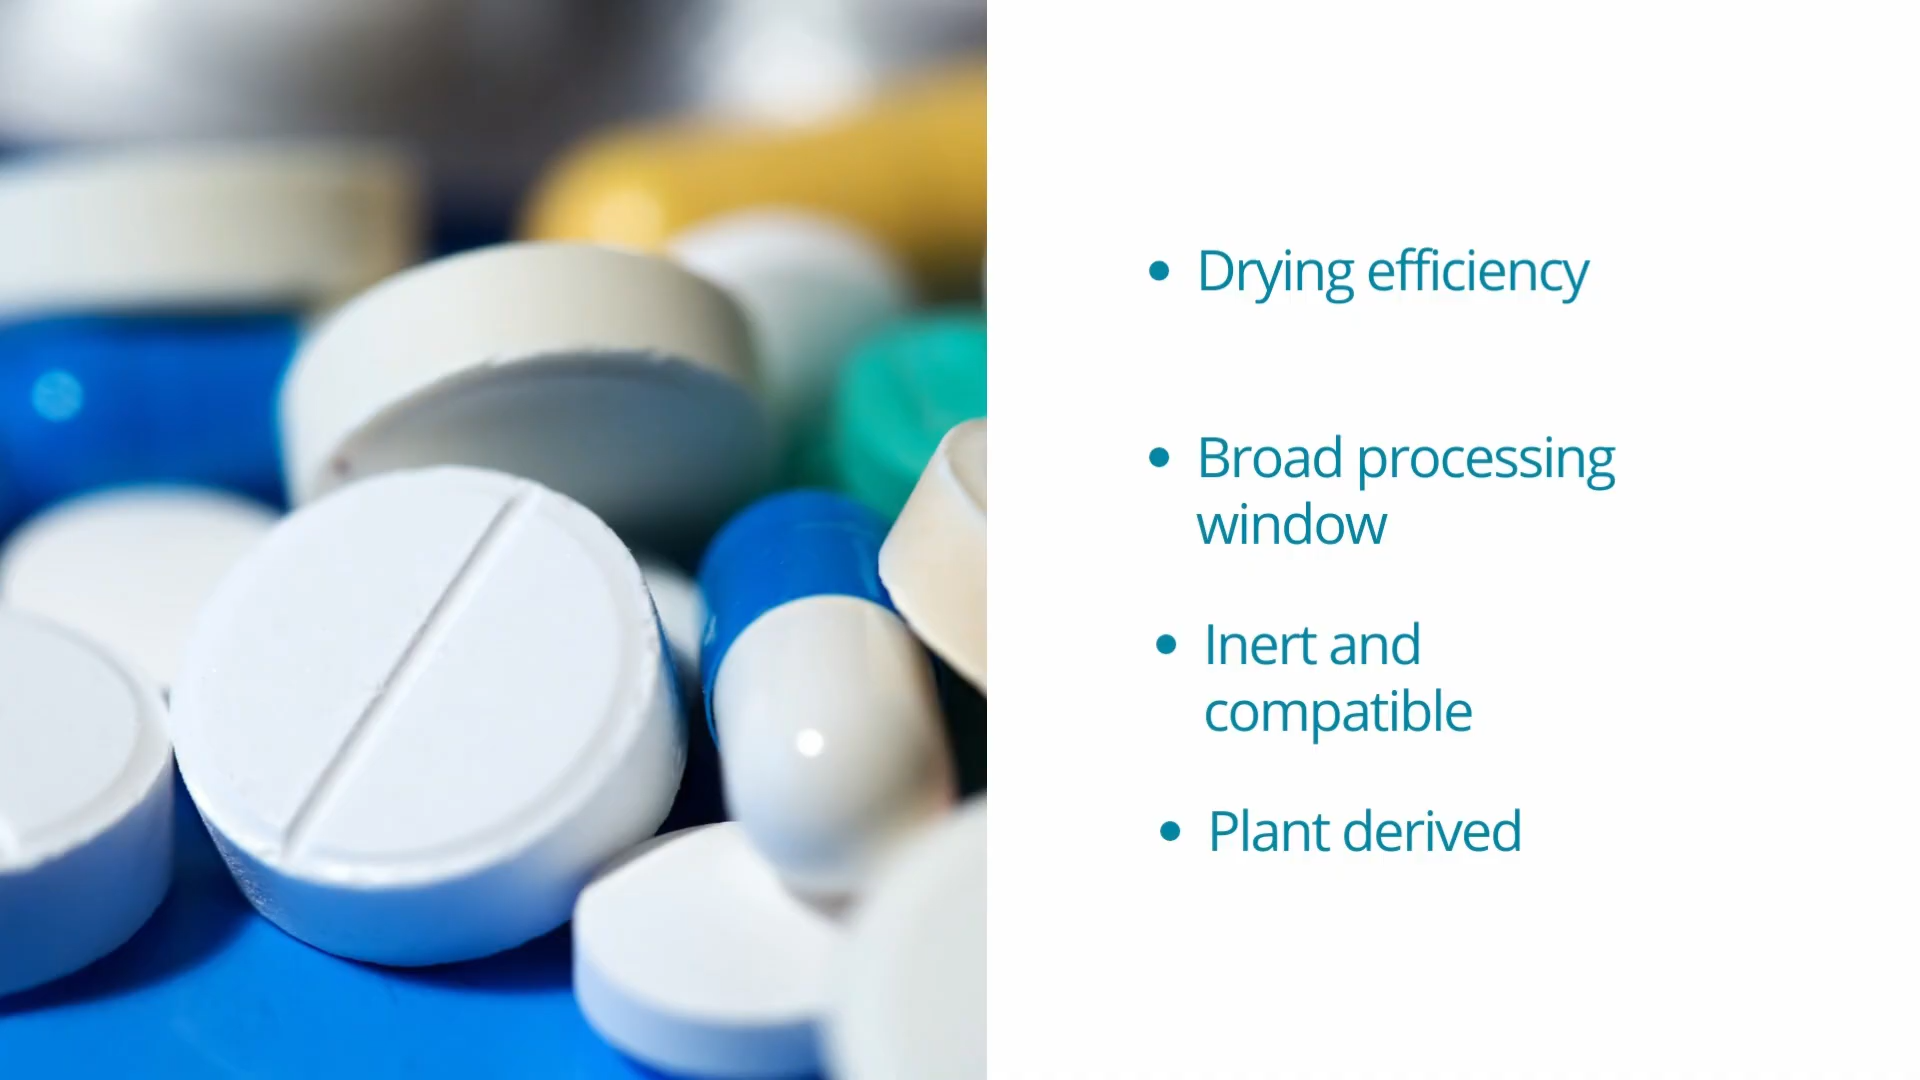 • Drying efficiency
• Broad processing
window
• Inert and
compatible
• Plant derived